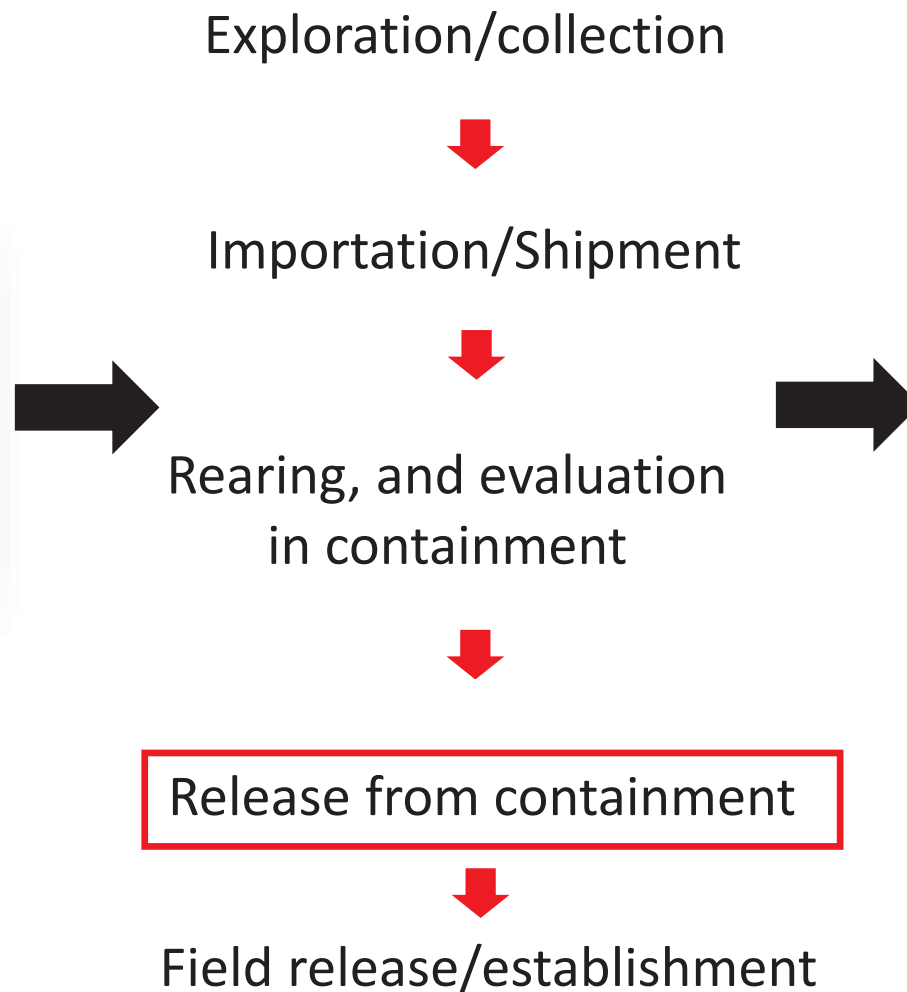 Exploration/collection
Importation/Shipment
Rearing, and evaluation
in containment
Release from containment
Field release/establishment